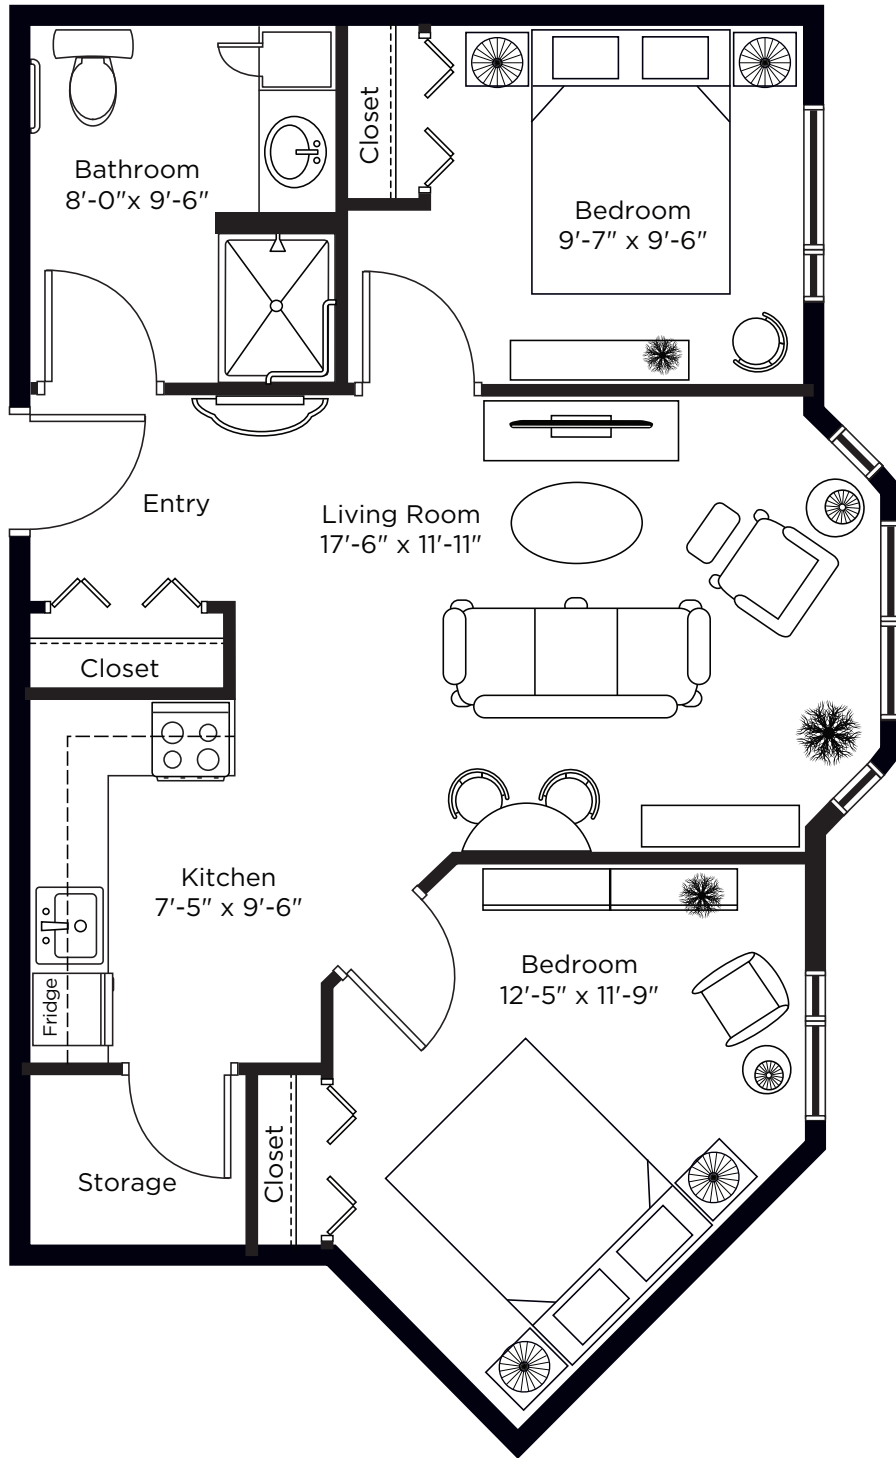 Closet
Bathroom
8'-0"x 9'-6"
Bedroom
9'-7" x 9'-6"
Entry
Living Room
17'-6" x 11'-11"
Closet
Kitchen
7'-5" x 9'-6"
Bedroom
12'-5" x 11'-9"
Fridge
Closet
Storage